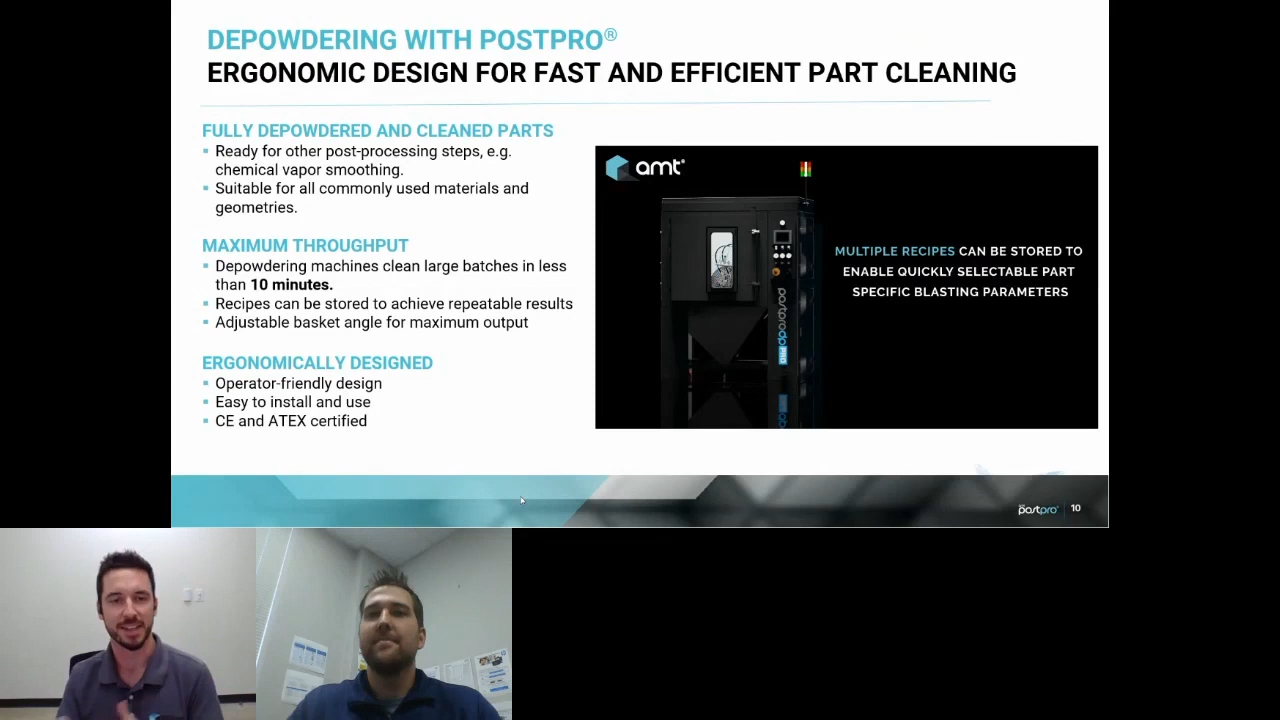 DEPOWDERING WITH POSTPRO®
ERGONOMIC DESIGN FOR FAST AND EFFICIENT PART CLEANING
FULLY DEPOWDERED AND CLEANED PARTS
Ready for other post-processing steps, e.g.
chemical vapor smoothing.
Suitable for all commonly used materials and
geometries.
MAXIMUM THROUGHPUT
Depowdering machines clean large batches in less
than 10 minutes.
Recipes can be stored to achieve repeatable results
Adjustable basket angle for maximum output
ERGONOMICALLY DESIGNED
Operator-friendly design
Easy to install and use
CE and ATEX certified
amt®
MULTIPLE RECIPES CAN BE STORED TO
ENABLE QUICKLY SELECTABLE PART
SPECIFIC BLASTING PARAMETERS
postprodp PRO
postpro®
10